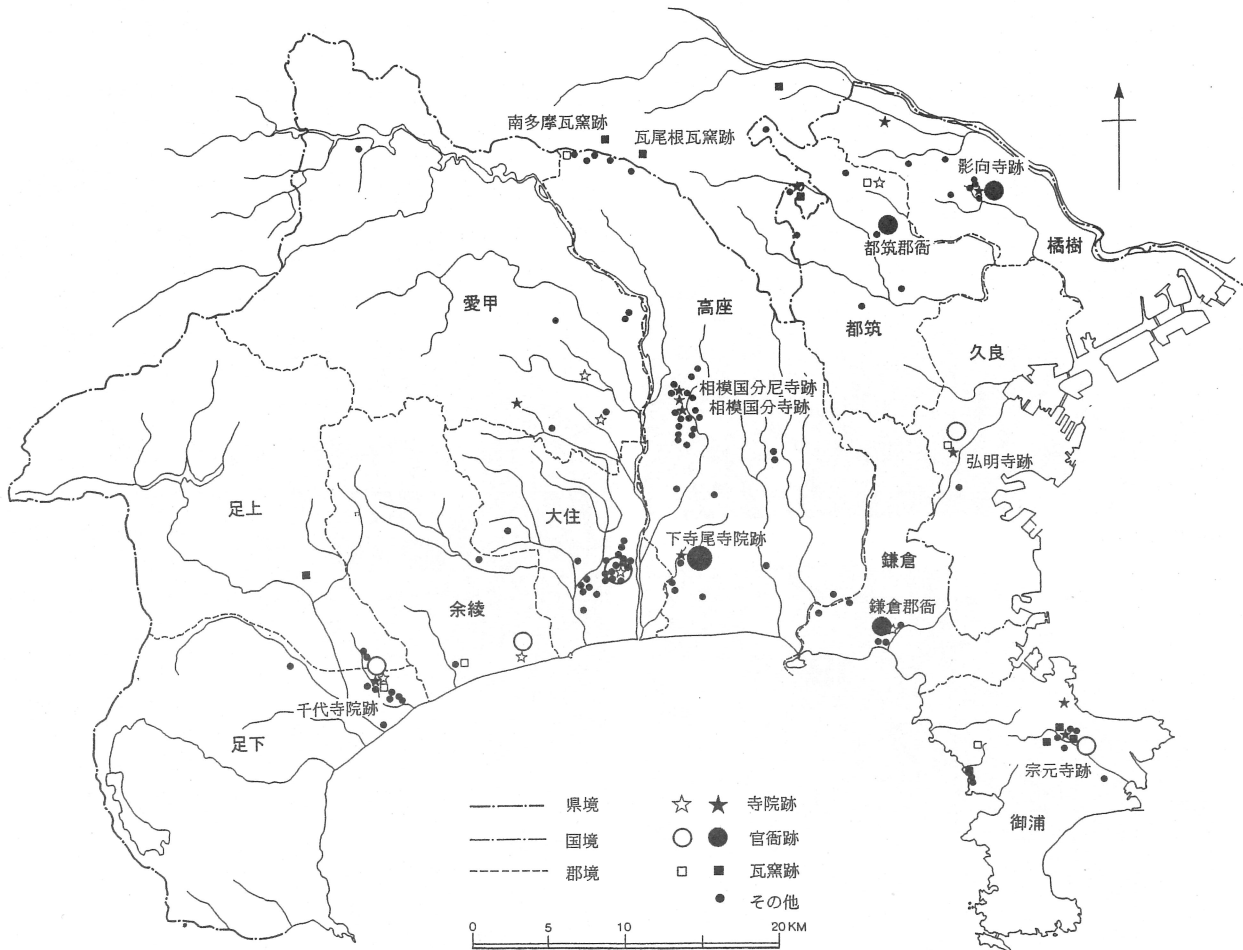 南多摩瓦窯跡
瓦尾根瓦窯跡
影向寺跡
都筑郡衙
橘樹
愛甲
高座
都筑
久良
相模国分尼寺跡
相模国分寺跡
弘明寺跡
足上
大住
下寺尾寺院跡
鎌倉
余綾
鎌倉郡衙
千代寺院跡
足下
宗元寺跡
御浦
県境
寺院跡
国境
官衙跡
郡境
瓦窯跡
その他
0 5 10 20 KM